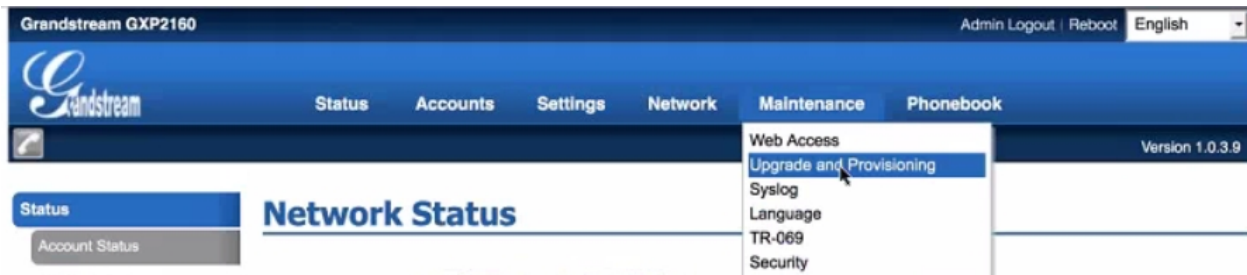 Grandstream GXP2160
Admin Logout | Reboot English
Grandstream
Status Accounts Settings Network Maintenance Phonebook
Web Access
Version 1.0.3.9
Upgrade and Provisioning
Syslog
Status
Network Status
Language
Account Status
TR-069
Security